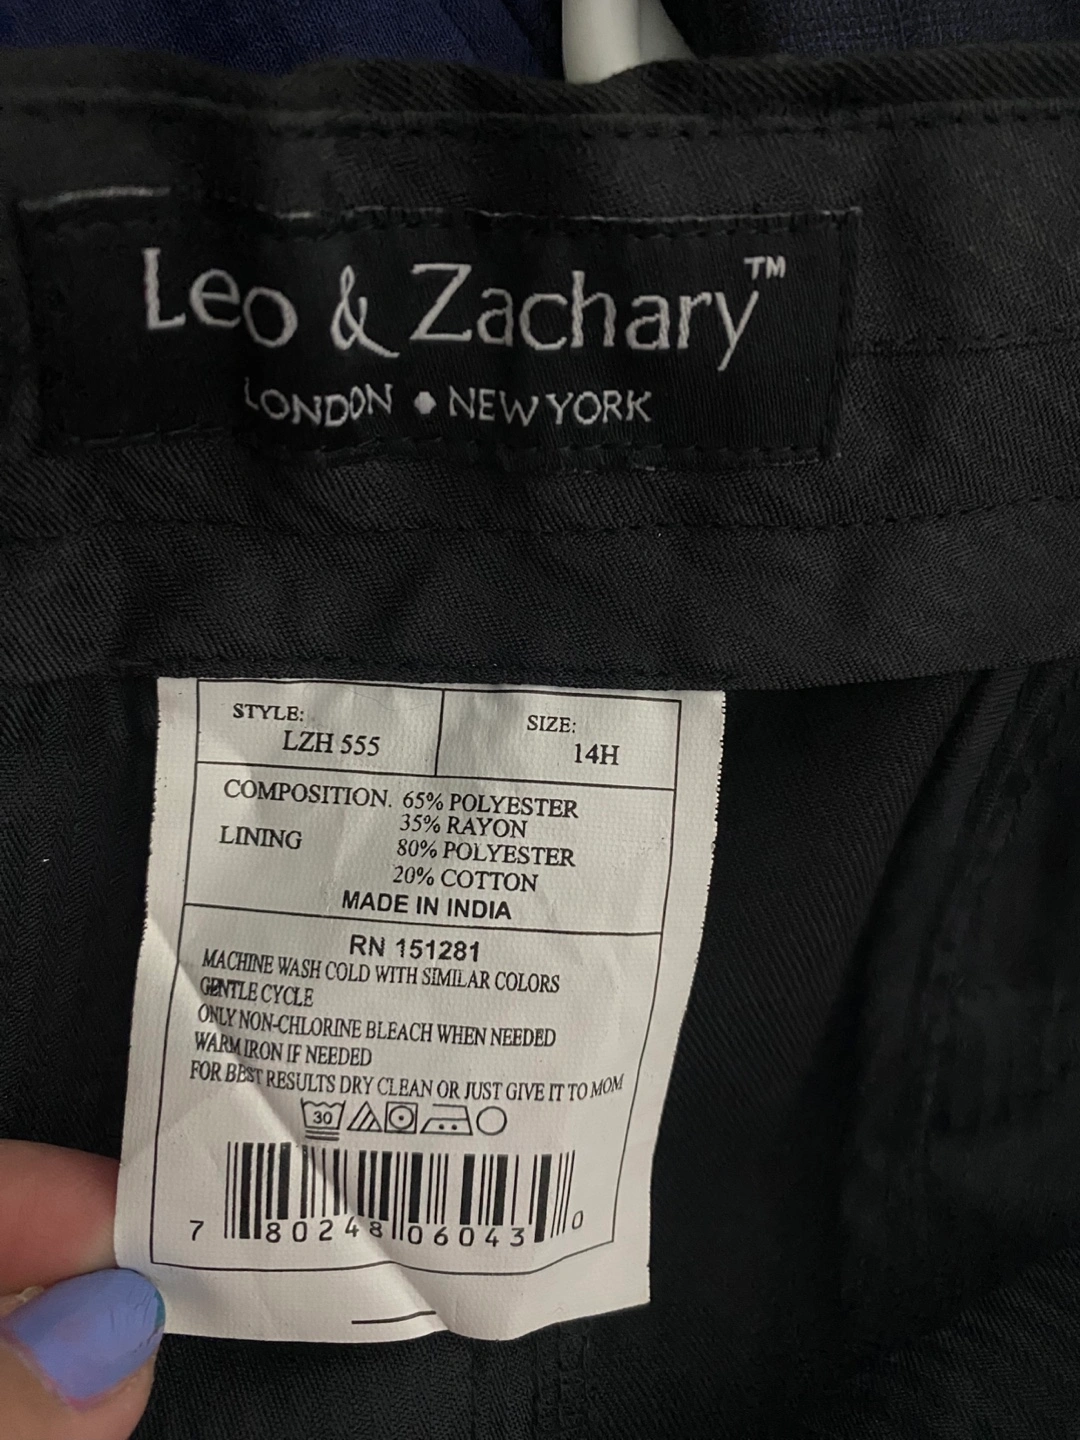 Leo & Zachary™
LONDON • NEW YORK
STYLE:
LZH 555
SIZE:
14H
COMPOSITION. 65% POLYESTER
35% RAYON
LINING 80% POLYESTER
20% COTTON
MADE IN INDIA
RN 151281
MACHINE WASH COLD WITH SIMILAR COLORS
GENTLE CYCLE
ONLY NON-CHLORINE BLEACH WHEN NEEDED
WARM IRON IF NEEDED
FOR BEST RESULTS DRY CLEAN OR JUST GIVE IT TO MOM
30
7 80248 06043 0